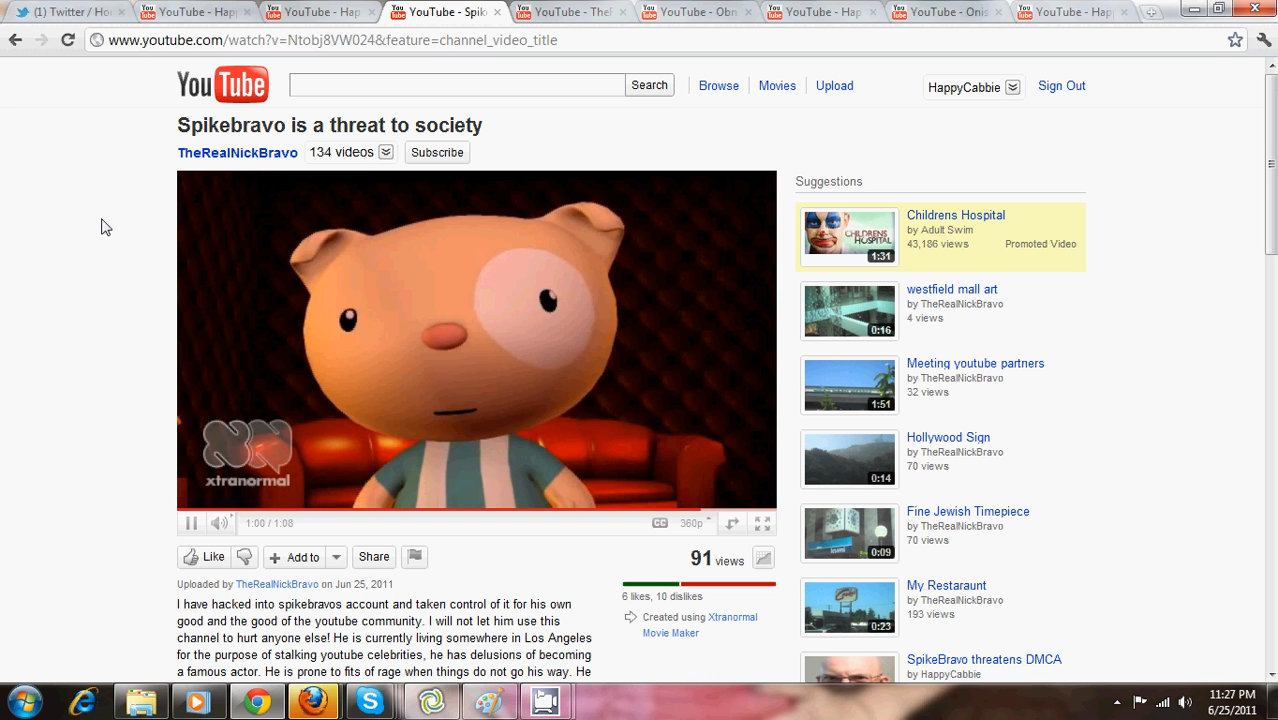 Twitter / Ho
YouTube - Happ
YouTube - Hap
YouTube - Spik
YouTube - TheF
YouTube - Obn
YouTube - Hap
YouTube - Onis
YouTube - Happ
www.youtube.com/watch?v=Ntobj8VW024&feature=channel_video_title
YouTube
Search
Browse
Movies
Upload
HappyCabbie
Sign Out
Spikebravo is a threat to society
TheRealNickBravo 134 videos Subscribe
xtranormal
1:00 / 1:08
CC
360p
Like
Add to
Share
91 views
Uploaded by TheRealNickBravo on Jun 25, 2011
I have hacked into spikebravos account and taken control of it for his own
good and the good of the youtube community. I will not let him use this
channel to hurt anyone else! He is currently living somewhere in Los Angeles
for the purpose of stalking youtube celebrities, he has delusions of becoming
a famous actor. He is prone to fits of rage when things do not go his way. He
6 likes, 10 dislikes
Created using Xtranormal
Movie Maker
Suggestions
CHILDRENS HOSPITAL
1:31
Childrens Hospital
by Adult Swim
43,186 views Promoted Video
0:16
westfield mall art
by TheRealNickBravo
4 views
1:51
Meeting youtube partners
by TheRealNickBravo
32 views
0:14
Hollywood Sign
by TheRealNickBravo
70 views
0:09
Fine Jewish Timepiece
by TheRealNickBravo
70 views
0:23
My Restaraunt
by TheRealNickBravo
193 views
SpikeBravo threatens DMCA
by HappyCabbie
11:27 PM
6/25/2011